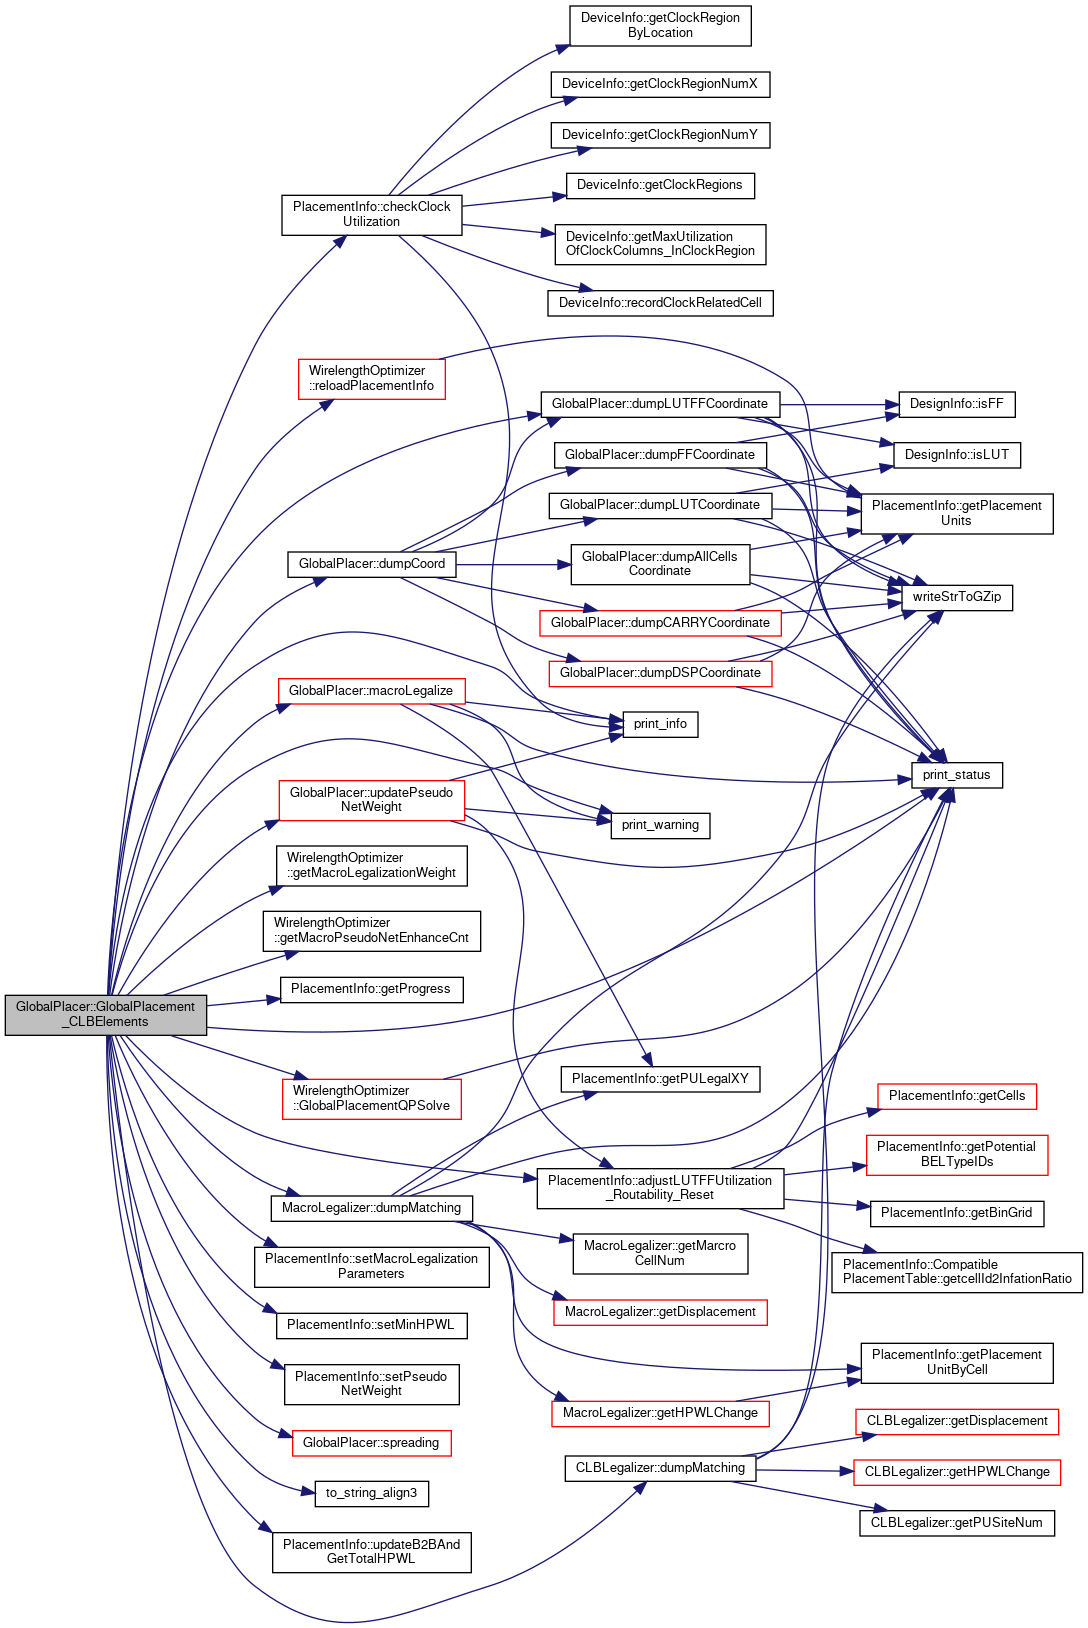 DeviceInfo::getClockRegion
ByLocation
DeviceInfo::getClockRegionNumX
DeviceInfo::getClockRegionNumY
DeviceInfo::getClockRegions
PlacementInfo::checkClock
Utilization
DeviceInfo::getMaxUtilization
OfClockColumns_InClockRegion
DeviceInfo::recordClockRelatedCell
WirelengthOptimizer
::reloadPlacementInfo
GlobalPlacer::dumpLUTFFCoordinate
DesignInfo::isFF
GlobalPlacer::dumpFFCoordinate
DesignInfo::isLUT
GlobalPlacer::dumpLUTCoordinate
PlacementInfo::getPlacement
Units
GlobalPlacer::dumpCoord
GlobalPlacer::dumpAllCells
Coordinate
writeStrToGZip
GlobalPlacer::dumpCARRYCoordinate
GlobalPlacer::dumpDSPCoordinate
GlobalPlacer::macroLegalize
print_info
print_status
GlobalPlacer::updatePseudo
NetWeight
print_warning
WirelengthOptimizer
::getMacroLegalizationWeight
WirelengthOptimizer
::getMacroPseudoNetEnhanceCnt
PlacementInfo::getProgress
GlobalPlacer::GlobalPlacement
_CLBElements
WirelengthOptimizer
::GlobalPlacementQPSolve
PlacementInfo::getPULegalXY
PlacementInfo::getCells
PlacementInfo::getPotential
BELTypeIDs
PlacementInfo::adjustLUTFFUtilization
_Routability_Reset
MacroLegalizer::dumpMatching
PlacementInfo::getBinGrid
MacroLegalizer::getMarcro
CellNum
PlacementInfo::Compatible
PlacementTable::getcellId2InfationRatio
PlacementInfo::setMacroLegalization
Parameters
MacroLegalizer::getDisplacement
PlacementInfo::setMinHPWL
PlacementInfo::getPlacement
UnitByCell
PlacementInfo::setPseudo
NetWeight
MacroLegalizer::getHPWLChange
CLBLegalizer::getDisplacement
GlobalPlacer::spreading
CLBLegalizer::dumpMatching
CLBLegalizer::getHPWLChange
to_string_align3
CLBLegalizer::getPUSiteNum
PlacementInfo::updateB2BAnd
GetTotalHPWL